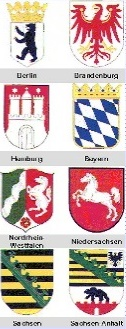 Berlin Brandenburg
Hamburg Bayern
Nordrhein- Niedersachsen
Westfalen
Sachsen Sachsen Anhalt